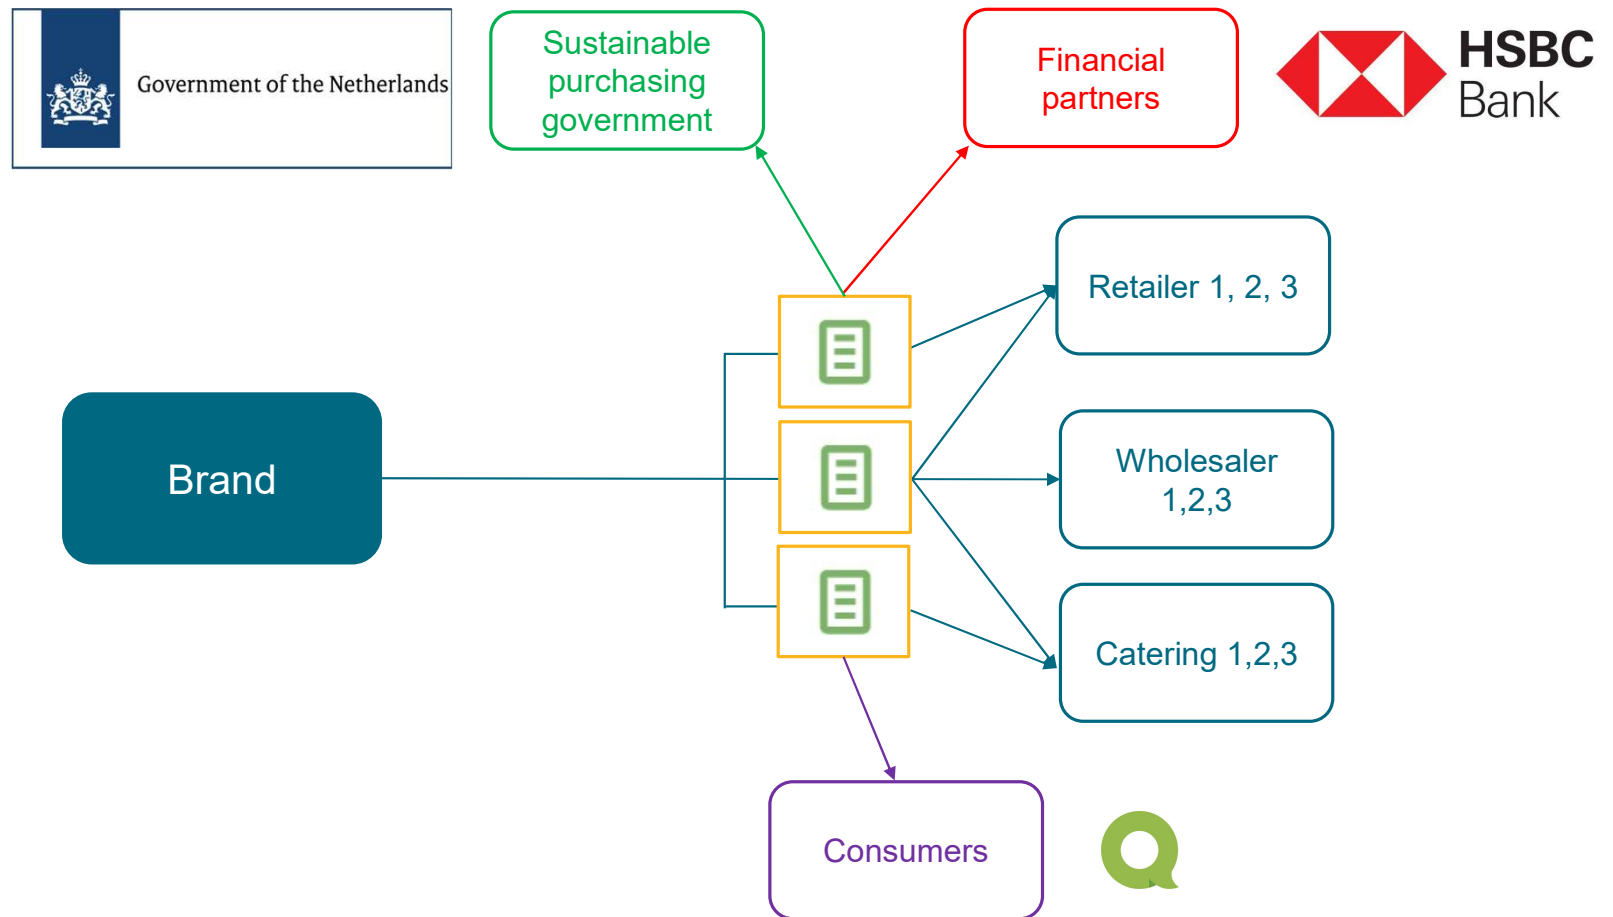 Government of the Netherlands
Sustainable
purchasing
government
Financial
partners
HSBC
Bank
Retailer 1, 2, 3
Brand
Wholesaler
1,2,3
Catering 1,2,3
Consumers